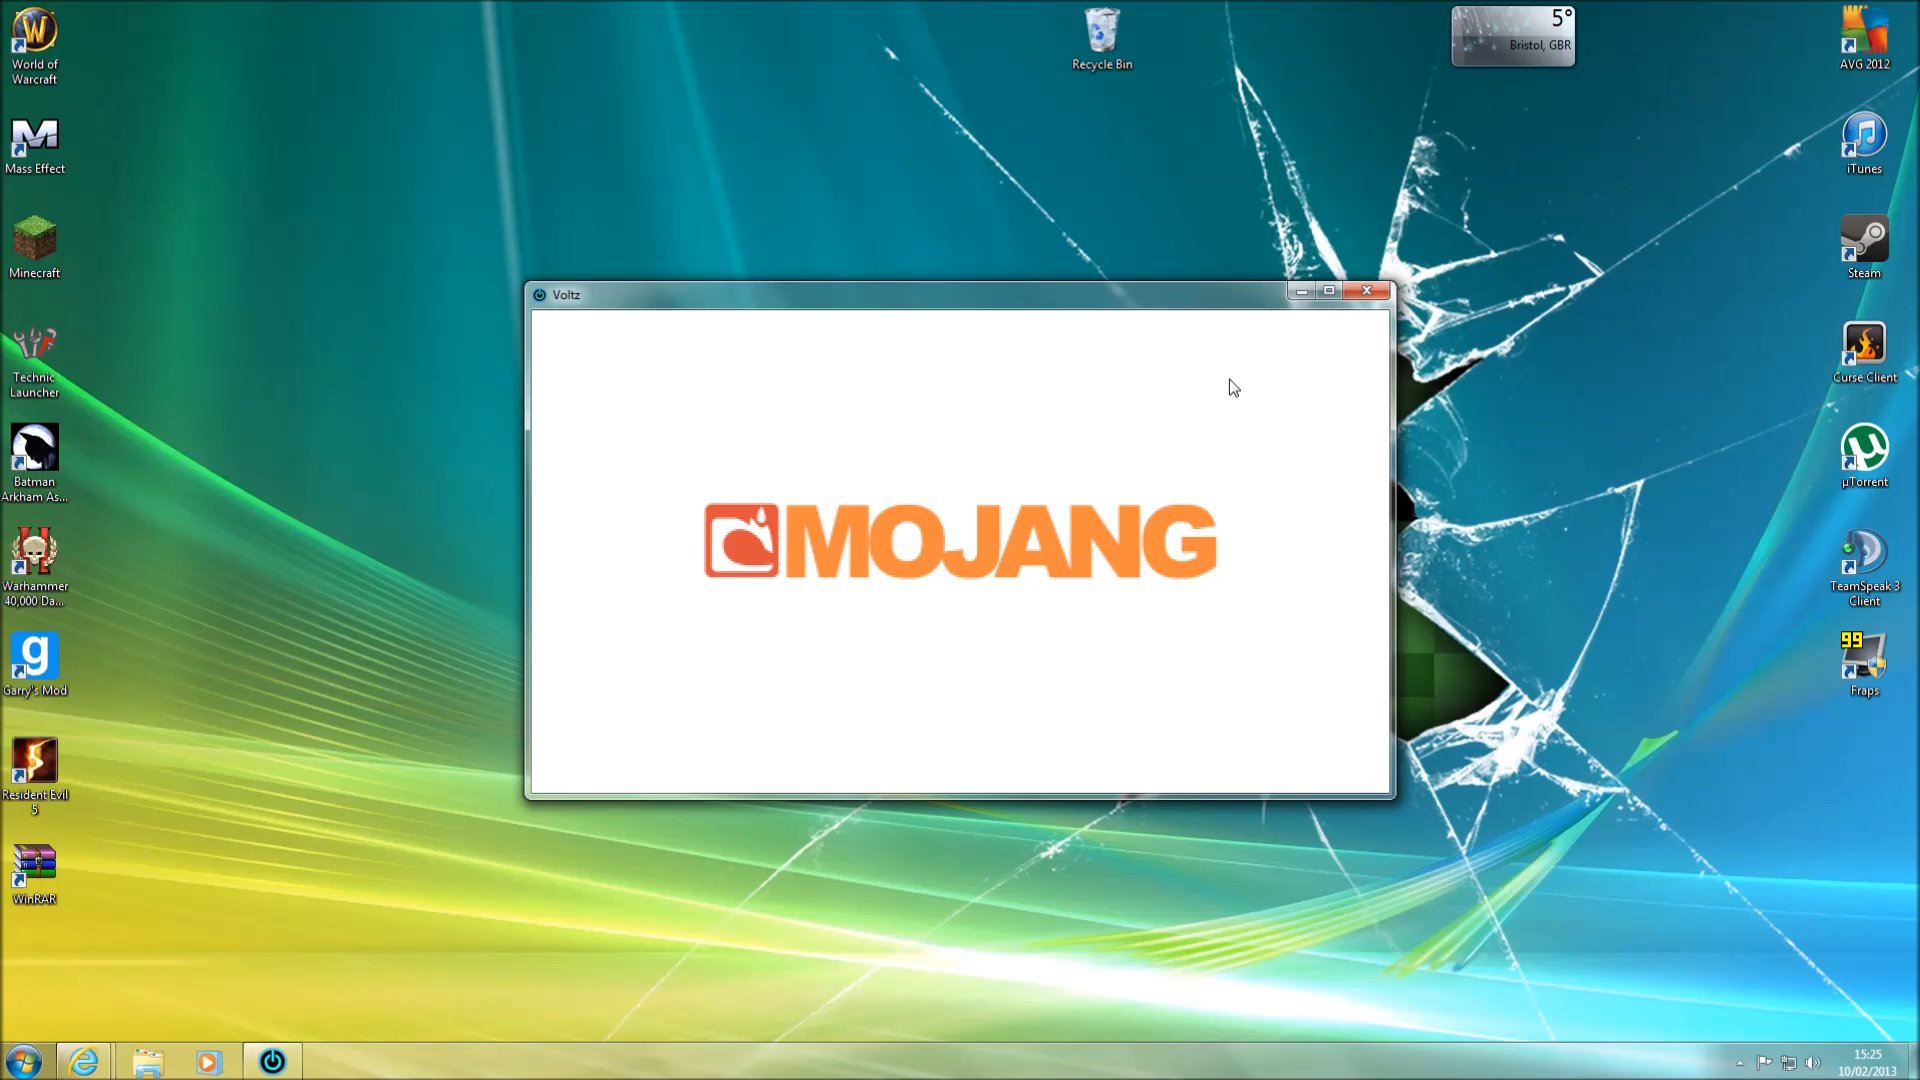 World of
Warcraft
Mass Effect
Minecraft
Technic
Launcher
Batman
Arkham As...
Warhammer
40,000 Da...
g
Garry's Mod
Resident Evil
5
WinRAR
Recycle Bin
5°
Bristol, GBR
AVG 2012
iTunes
Steam
Curse Client
µTorrent
TeamSpeak 3
Client
99
Fraps
Voltz
MOJANG
15:25
10/02/2013